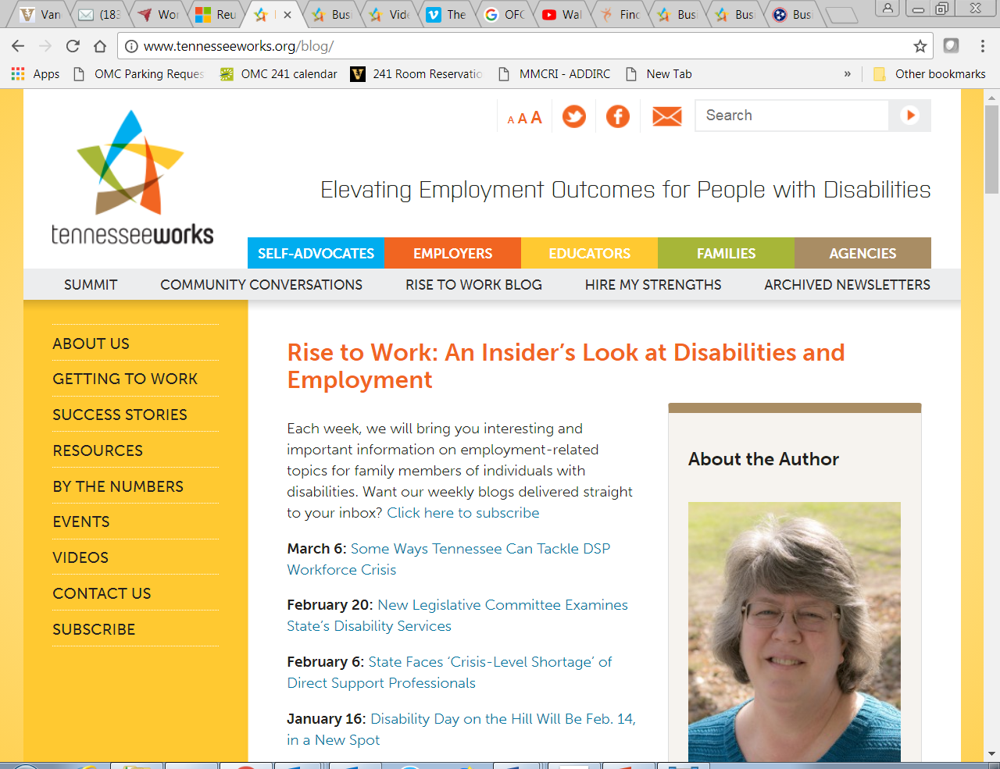 Van
(183
Wor
Reu
Busi
Vide
The
OFC
Wal
Find
Busi
Busi
Busi
www.tennesseeworks.org/blog/
Apps
OMC Parking Reques
OMC 241 calendar
241 Room Reservatio
MMCRI - ADDIRC
New Tab
»
Other bookmarks
A A A
Search
Elevating Employment Outcomes for People with Disabilities
tennesseeworks
SELF-ADVOCATES
EMPLOYERS
EDUCATORS
FAMILIES
AGENCIES
SUMMIT
COMMUNITY CONVERSATIONS
RISE TO WORK BLOG
HIRE MY STRENGTHS
ARCHIVED NEWSLETTERS
ABOUT US
GETTING TO WORK
SUCCESS STORIES
RESOURCES
BY THE NUMBERS
EVENTS
VIDEOS
CONTACT US
SUBSCRIBE
Rise to Work: An Insider’s Look at Disabilities and
Employment
Each week, we will bring you interesting and
important information on employment-related
topics for family members of individuals with
disabilities. Want our weekly blogs delivered straight
to your inbox? Click here to subscribe
March 6: Some Ways Tennessee Can Tackle DSP
Workforce Crisis
February 20: New Legislative Committee Examines
State’s Disability Services
February 6: State Faces ‘Crisis-Level Shortage’ of
Direct Support Professionals
January 16: Disability Day on the Hill Will Be Feb. 14,
in a New Spot
About the Author